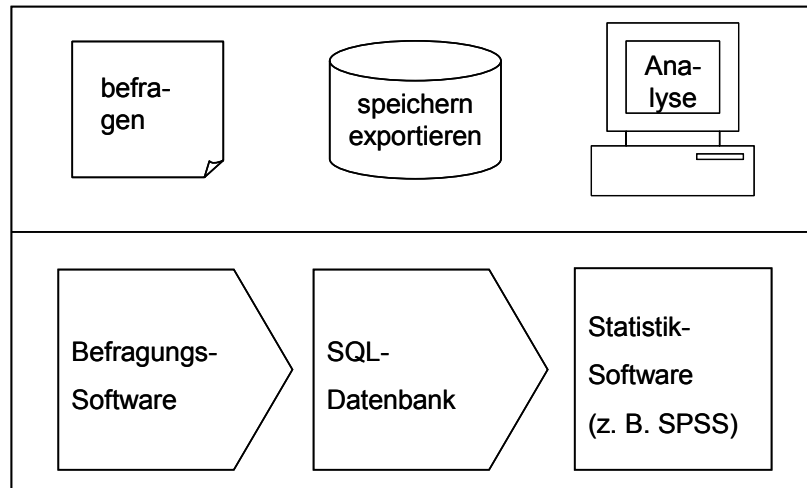 befra-
gen
speichern
exportieren
Ana-
lyse
Befragungs-
Software
SQL-
Datenbank
Statistik-
Software
(z. B. SPSS)